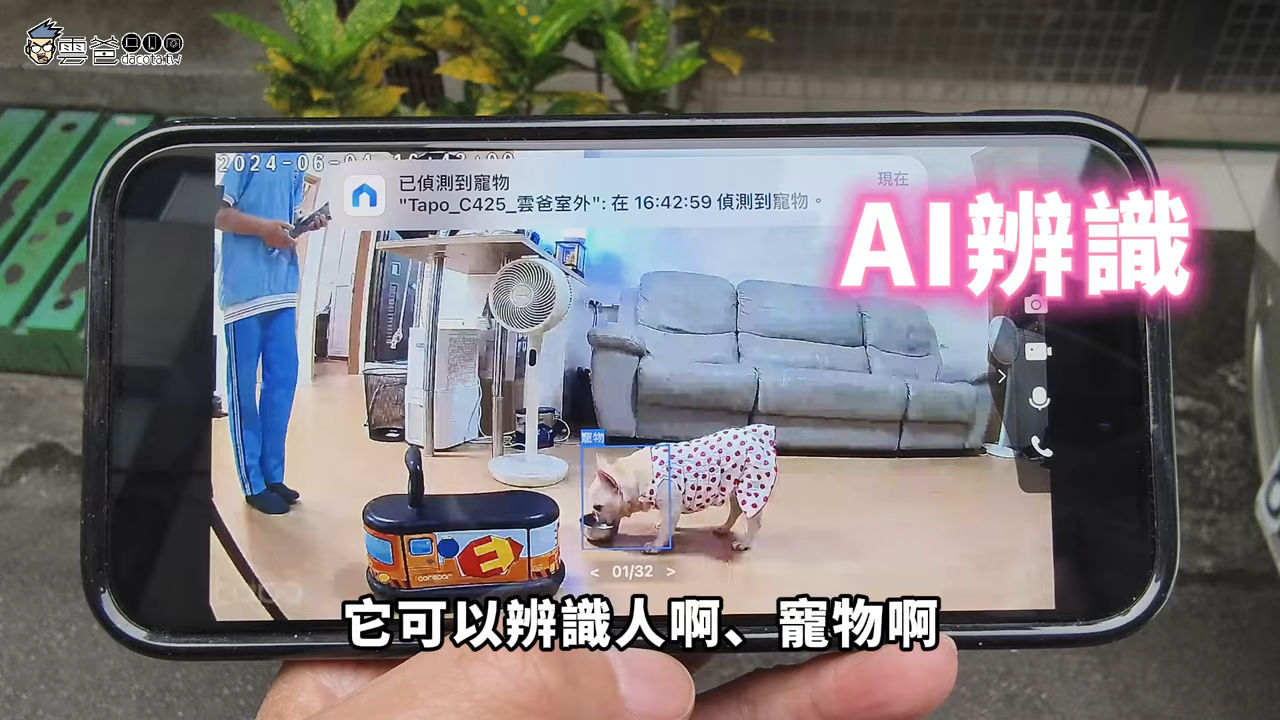 雲爸
dacota.tw
2024-06-04
已偵測到寵物
現在
"Tapo_C425_雲爸室外": 在 16:42:59 偵測到寵物。
AI辨識
寵物
< 01/32 >
它可以辨識人啊、寵物啊